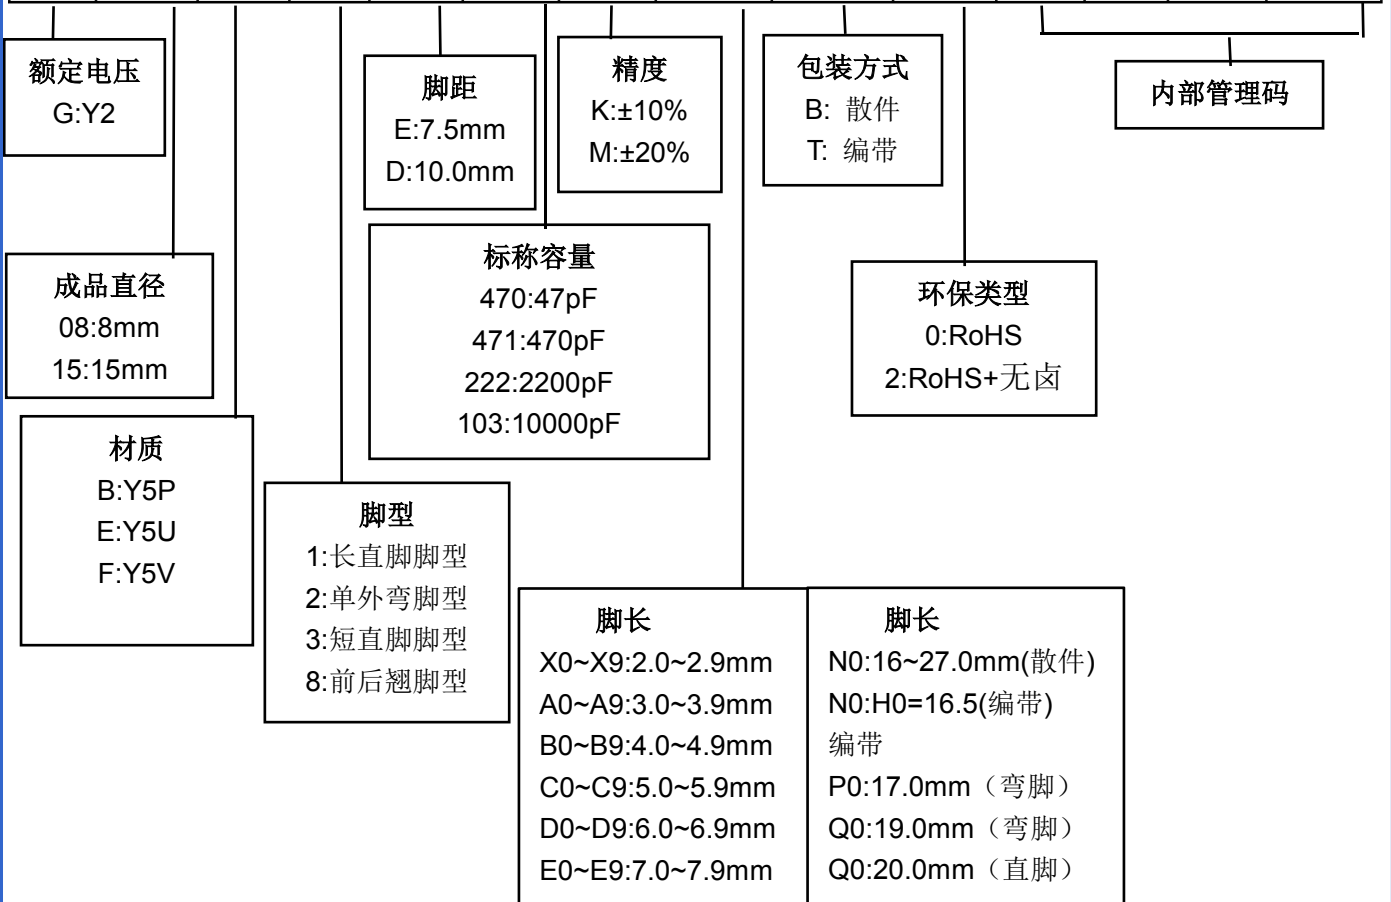 额定电压
G:Y2
脚距
E:7.5mm
D:10.0mm
精度
K:±10%
M:±20%
包装方式
B: 散件
T: 编带
内部管理码
成品直径
08:8mm
15:15mm
标称容量
470:47pF
471:470pF
222:2200pF
103:10000pF
环保类型
0:RoHS
2:RoHS+无卤
材质
B:Y5P
E:Y5U
F:Y5V
脚型
1:长直脚脚型
2:单外弯脚型
3:短直脚脚型
8:前后翘脚型
脚长
X0~X9:2.0~2.9mm
A0~A9:3.0~3.9mm
B0~B9:4.0~4.9mm
C0~C9:5.0~5.9mm
D0~D9:6.0~6.9mm
E0~E9:7.0~7.9mm
脚长
N0:16~27.0mm(散件)
N0:H0=16.5(编带)
编带
P0:17.0mm（弯脚）
Q0:19.0mm（弯脚）
Q0:20.0mm（直脚）